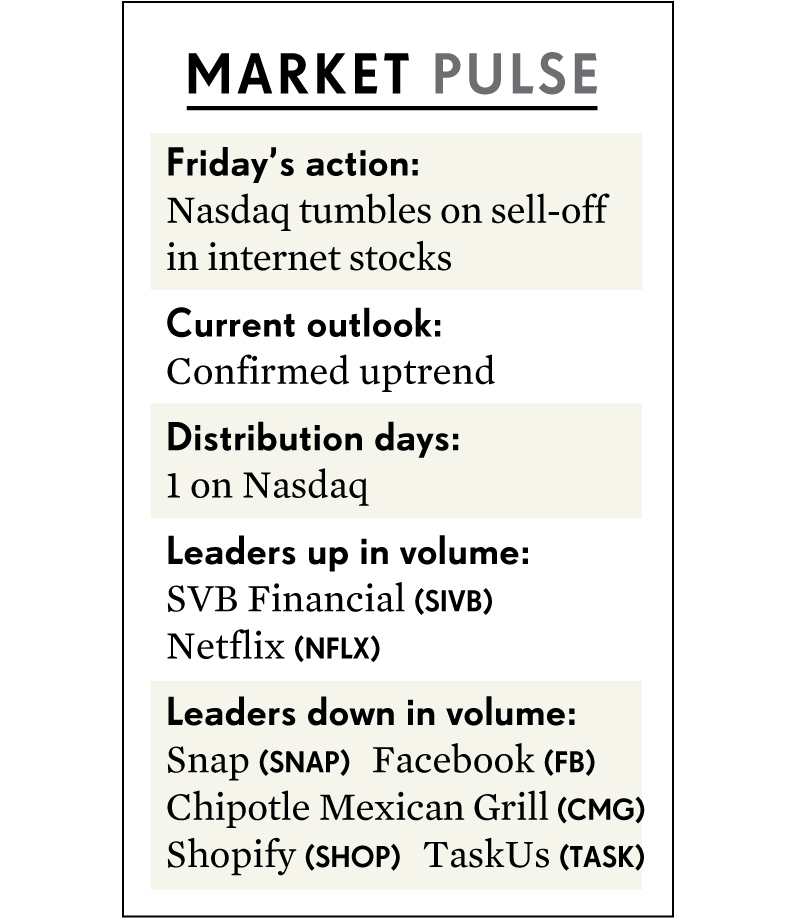 MARKET PULSE
Friday’s action:
Nasdaq tumbles on sell-off
in internet stocks
Current outlook:
Confirmed uptrend
Distribution days:
1 on Nasdaq
Leaders up in volume:
SVB Financial (SIVB)
Netflix (NFLX)
Leaders down in volume:
Snap (SNAP) Facebook (FB)
Chipotle Mexican Grill (CMG)
Shopify (SHOP) TaskUs (TASK)